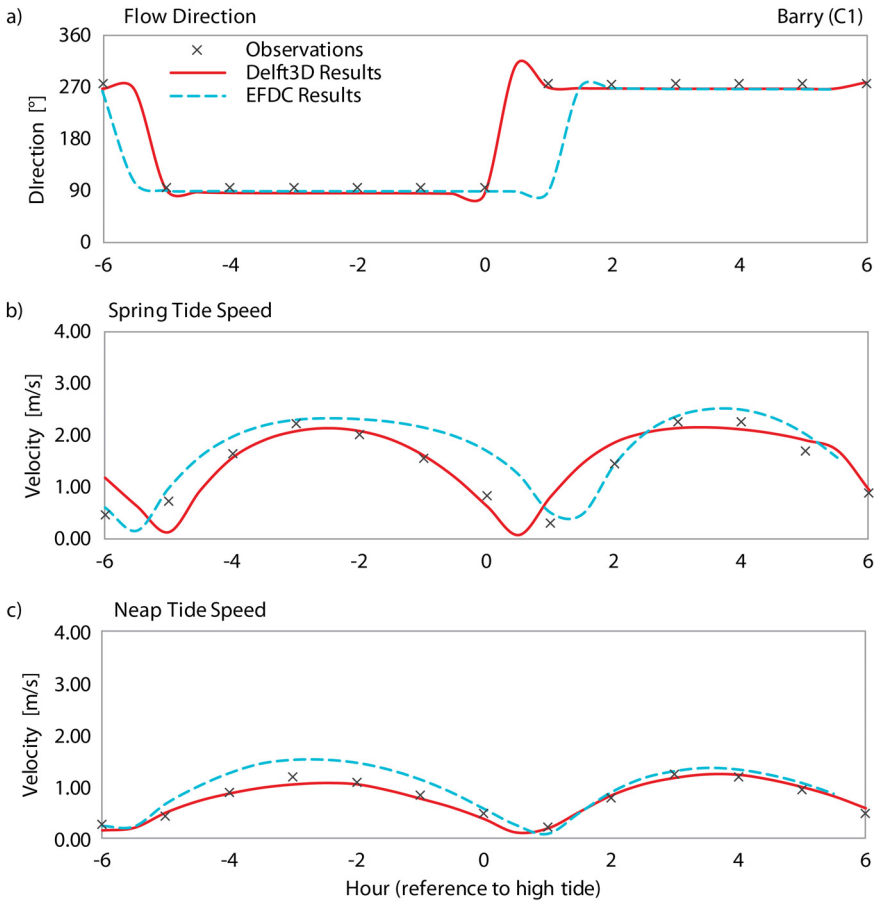 a) Flow Direction Barry (C1)
360
270
180
90
0
DIrection [°]
× Observations
Delft3D Results
EFDC Results
-6 -4 -2 0 2 4 6
b) Spring Tide Speed
4.00
3.00
2.00
1.00
0.00
Velocity [m/s]
-6 -4 -2 0 2 4 6
c) Neap Tide Speed
4.00
3.00
2.00
1.00
0.00
Velocity [m/s]
-6 -4 -2 0 2 4 6
Hour (reference to high tide)